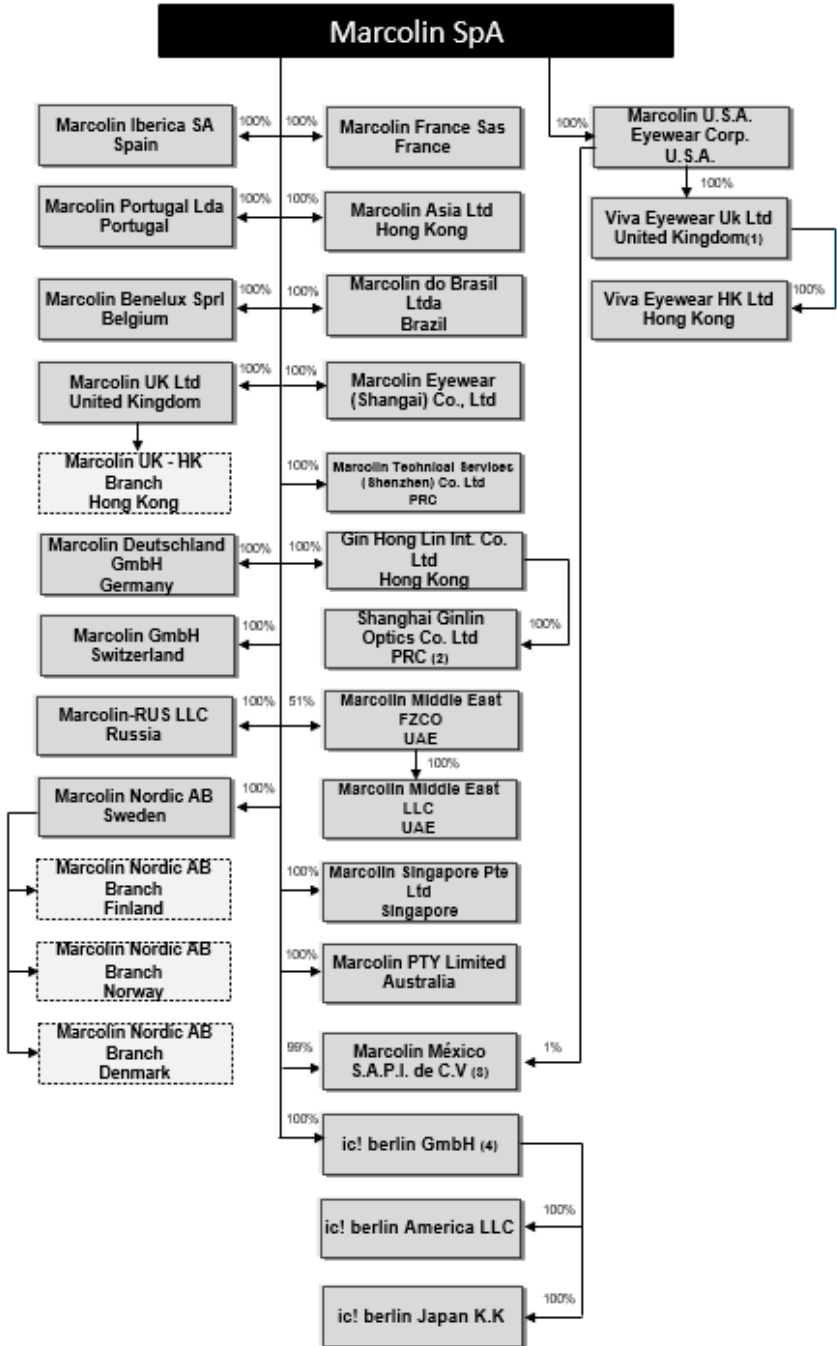 Marcolin SpA
Marcolin Iberica SA
Spain
100%
100%
Marcolin France Sas
France
100%
Marcolin U.S.A.
Eyewear Corp.
U.S.A.
100%
Marcolin Portugal Lda
Portugal
100%
100%
Marcolin Asia Ltd
Hong Kong
Viva Eyewear Uk Ltd
United Kingdom(1)
100%
Viva Eyewear HK Ltd
Hong Kong
Marcolin Benelux Sprl
Belgium
100%
100%
Marcolin do Brasil
Ltda
Brazil
Marcolin UK Ltd
United Kingdom
100%
100%
Marcolin Eyewear
(Shangai) Co., Ltd
Marcolin UK - HK
Branch
Hong Kong
100%
Marcolin Technical Services
(Shenzhen) Co. Ltd
PRC
Marcolin Deutschland
GmbH
Germany
100%
100%
Gin Hong Lin Int. Co.
Ltd
Hong Kong
100%
Marcolin GmbH
Switzerland
100%
Shanghai Ginlin
Optics Co. Ltd
PRC (2)
Marcolin-RUS LLC
Russia
100%
51%
Marcolin Middle East
FZCO
UAE
100%
Marcolin Nordic AB
Sweden
100%
Marcolin Middle East
LLC
UAE
Marcolin Nordic AB
Branch
Finland
100%
Marcolin Singapore Pte
Ltd
Singapore
Marcolin Nordic AB
Branch
Norway
100%
Marcolin PTY Limited
Australia
Marcolin Nordic AB
Branch
Denmark
99%
Marcolin México
S.A.P.I. de C.V (3)
1%
100%
ic! berlin GmbH (4)
ic! berlin America LLC
100%
ic! berlin Japan K.K
100%